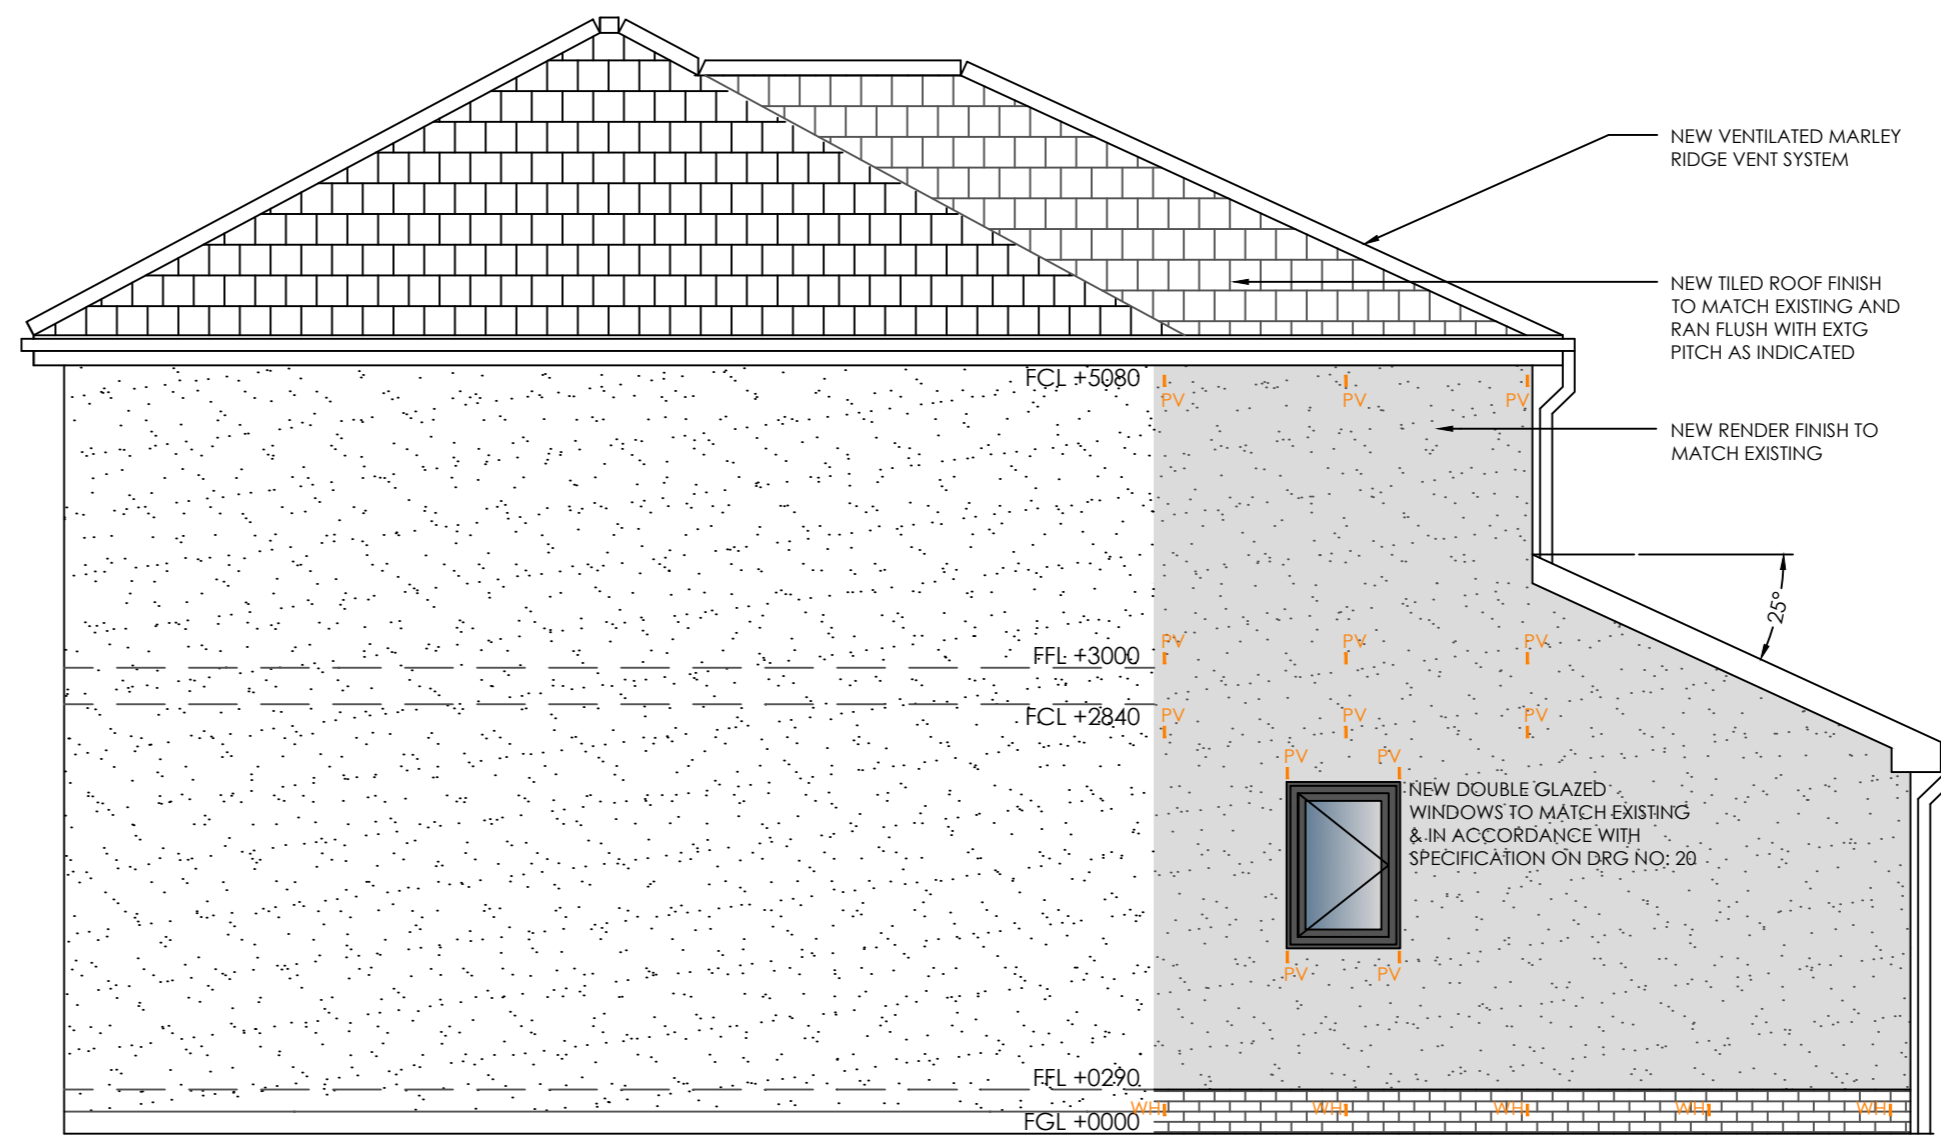 NEW VENTILATED MARLEY
RIDGE VENT SYSTEM
NEW TILED ROOF FINISH
TO MATCH EXISTING AND
RAN FLUSH WITH EXTG
PITCH AS INDICATED
FCL +5080
PV PV PV
NEW RENDER FINISH TO
MATCH EXISTING
25°
PV PV PV
FFL +3000
FCL +2840
PV PV PV
PV PV
NEW DOUBLE GLAZED
WINDOWS TO MATCH EXISTING
& IN ACCORDANCE WITH
SPECIFICATION ON DRG NO: 20
PV PV
FFL +0290
WH WH WH WH WH
FGL +0000